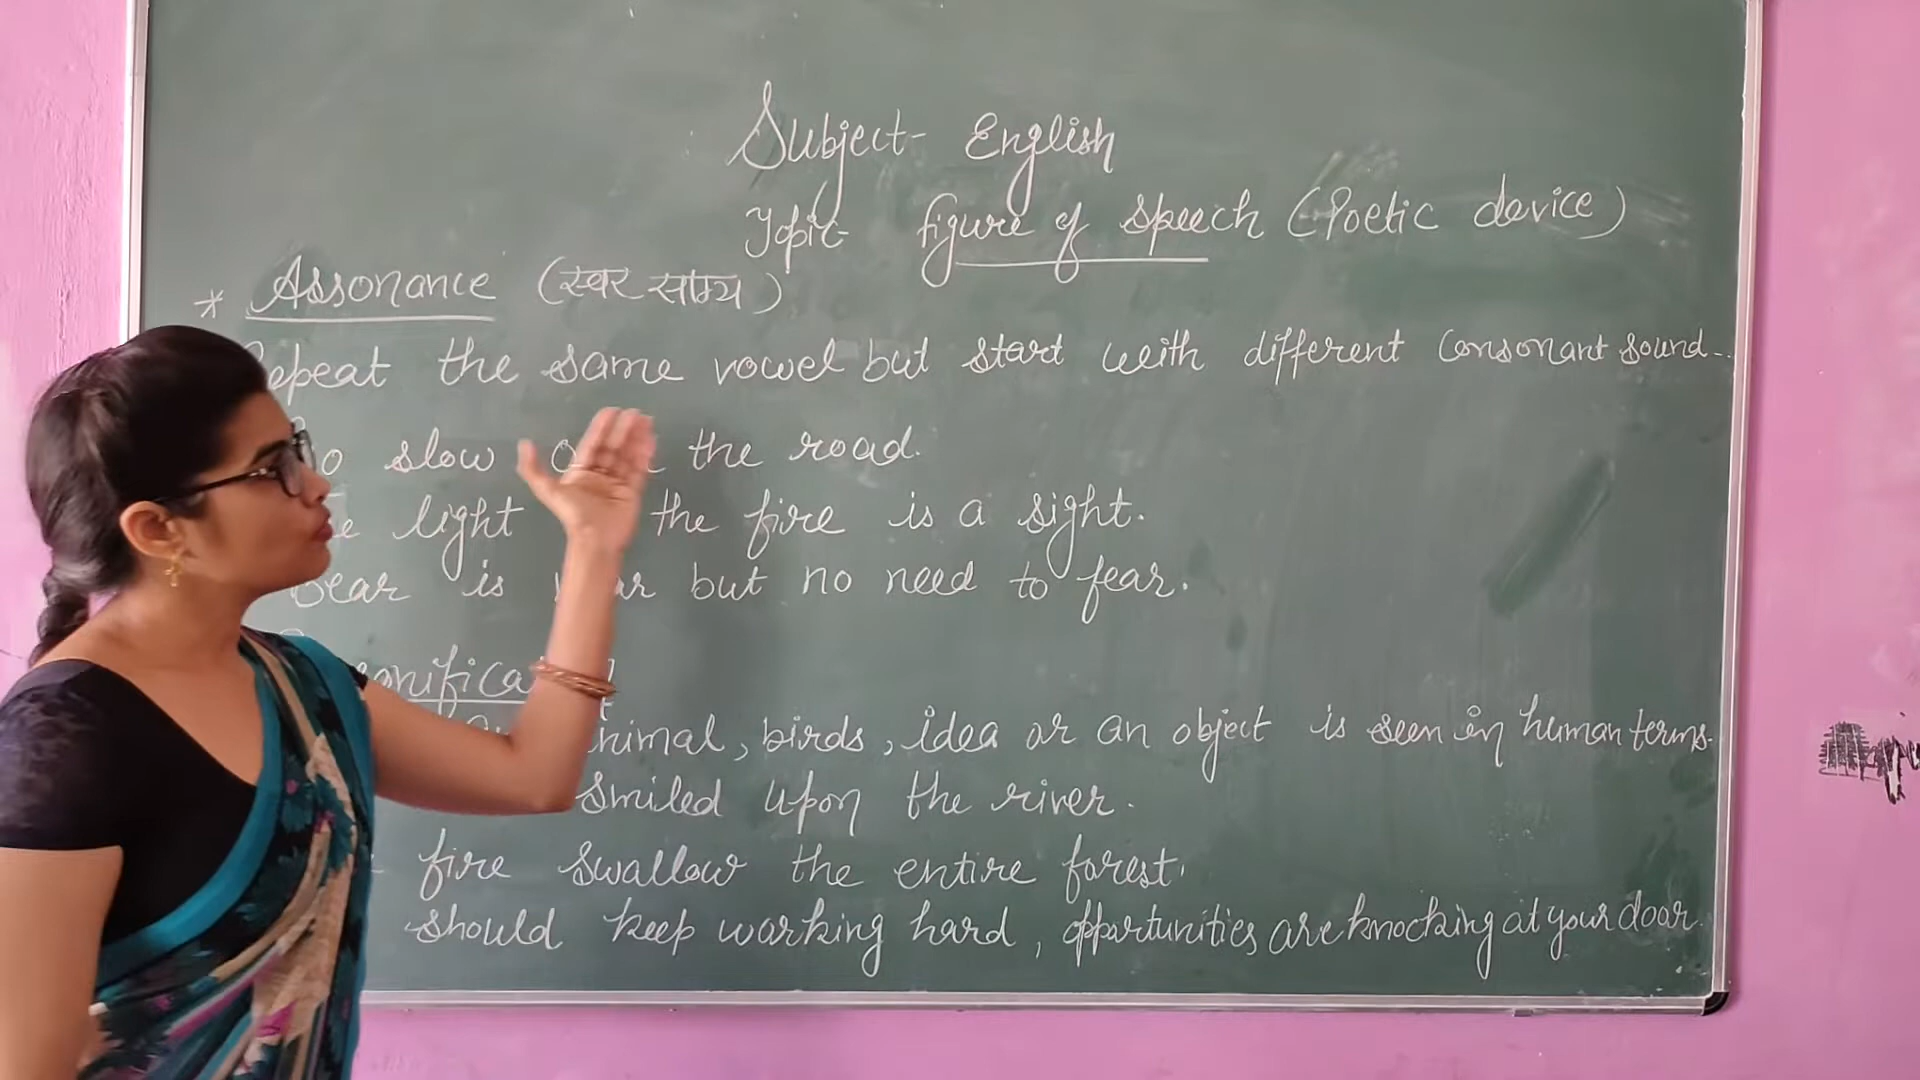 Subject- English
Topic- figure of speech (Poetic device)
* Assonance (स्वर साम्य)
Repeat the same vowel but start with different consonant sound..
slow the road.
light the fire is a sight.
Bear is but no need to fear.
animal, birds, idea or an object is seen in human terms.
Smiled upon the river.
fire swallow the entire forest.
should keep working hard, opportunities are knocking at your door.